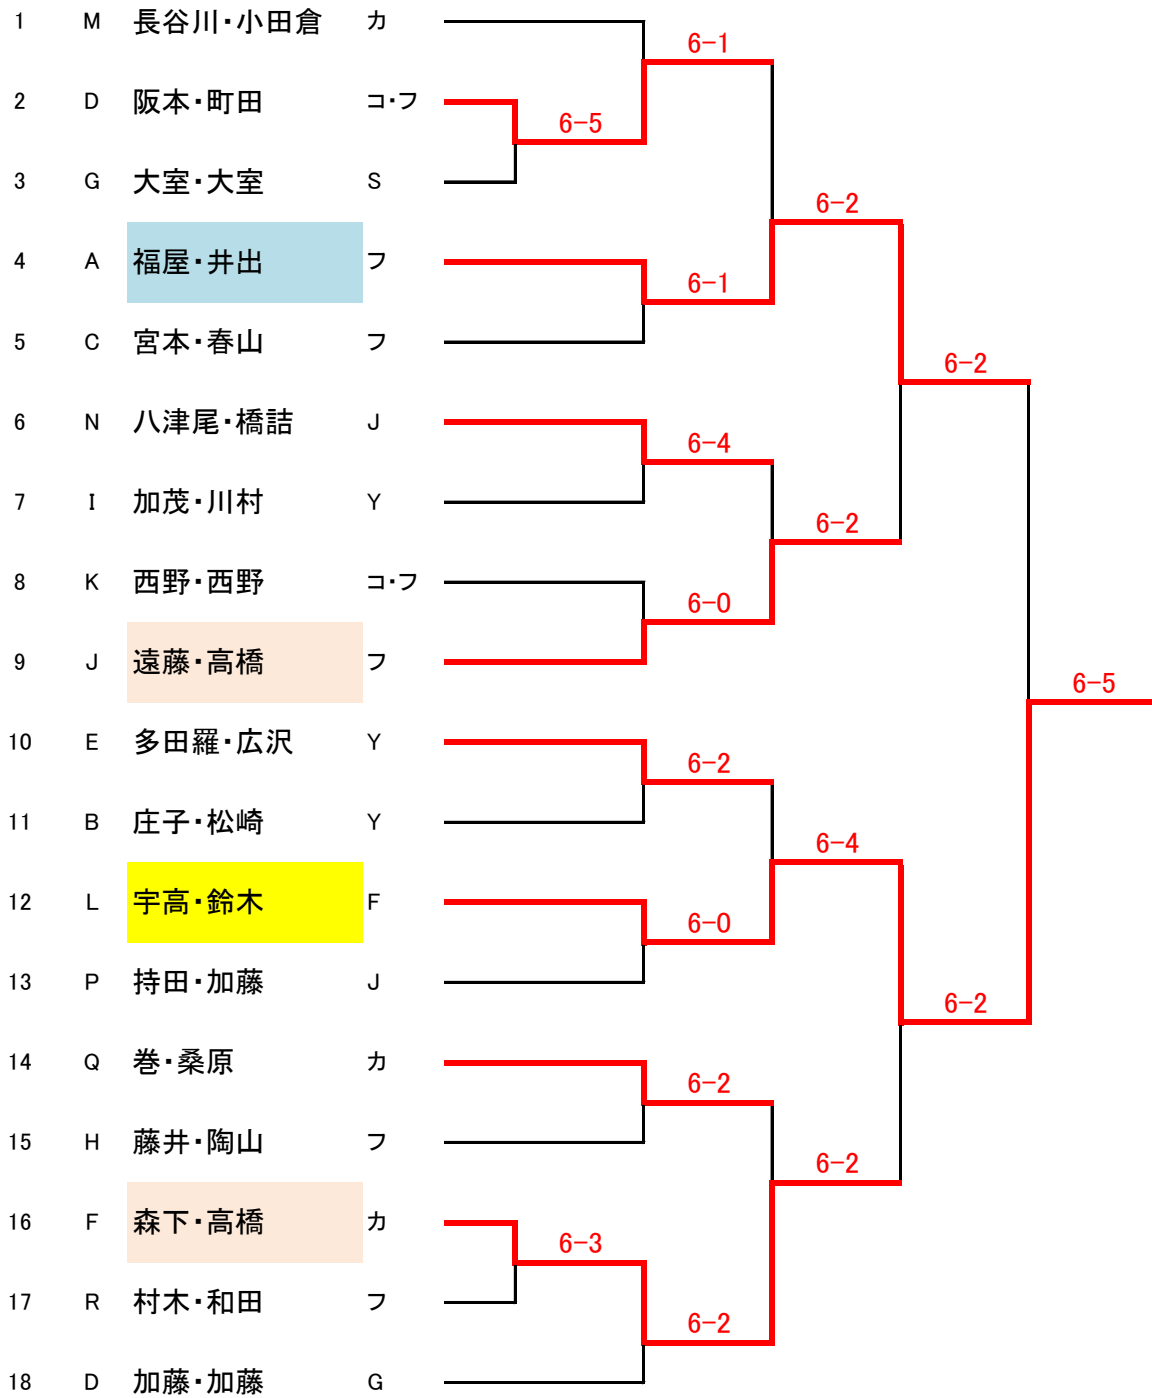 1 M 長谷川・小田倉 カ
6-1
2 D 阪本・町田 コ・フ
6-5
3 G 大室・大室 S
6-2
4 A 福屋・井出 フ
6-1
5 C 宮本・春山 フ
6-2
6 N 八津尾・橋詰 J
6-4
7 I 加茂・川村 Y
6-2
8 K 西野・西野 コ・フ
6-0
9 J 遠藤・高橋 フ
6-5
10 E 多田羅・広沢 Y
6-2
11 B 庄子・松崎 Y
6-4
12 L 宇高・鈴木 F
6-0
13 P 持田・加藤 J
6-2
14 Q 巻・桑原 カ
6-2
15 H 藤井・陶山 フ
6-2
16 F 森下・高橋 カ
6-3
17 R 村木・和田 フ
6-2
18 D 加藤・加藤 G